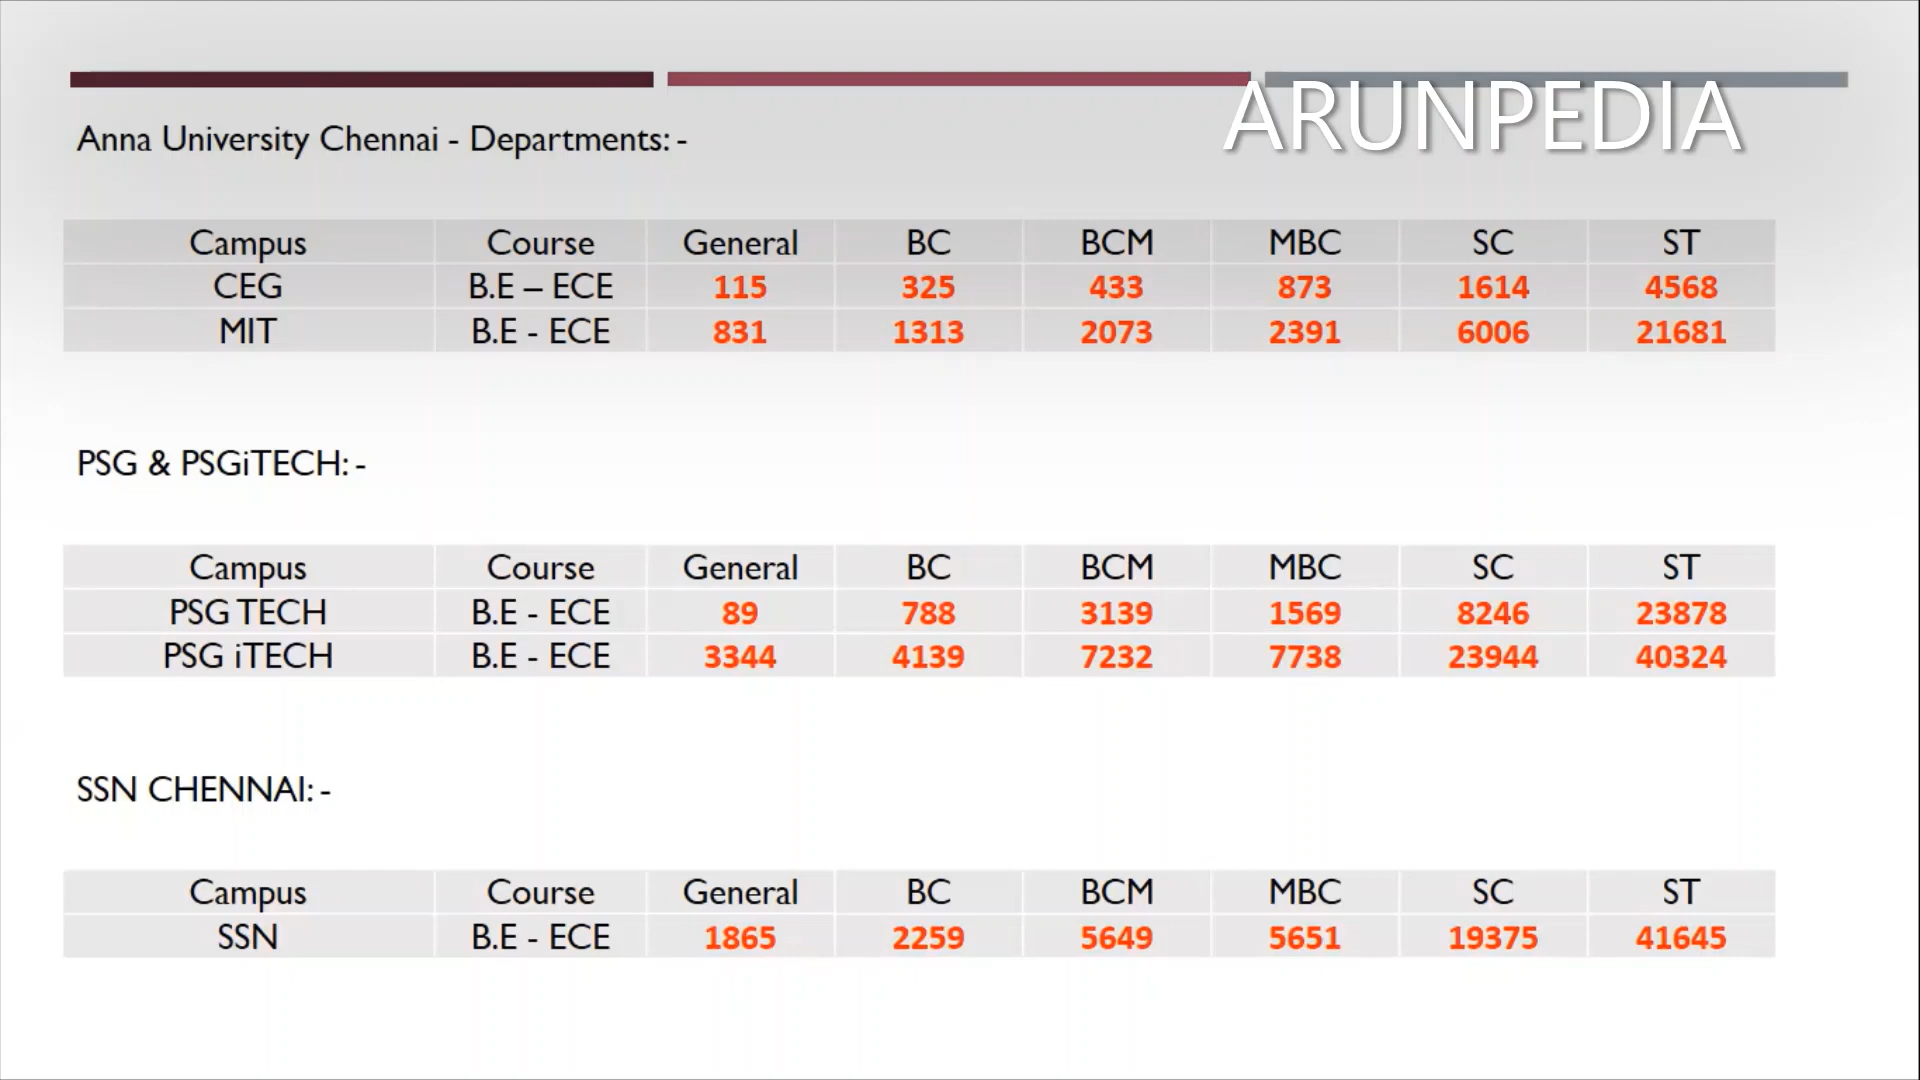 ARUNPEDIA
Anna University Chennai - Departments: -
Campus Course General BC BCM MBC SC ST
CEG B.E – ECE 115 325 433 873 1614 4568
MIT B.E - ECE 831 1313 2073 2391 6006 21681
PSG & PSGiTECH: -
Campus Course General BC BCM MBC SC ST
PSG TECH B.E - ECE 89 788 3139 1569 8246 23878
PSG iTECH B.E - ECE 3344 4139 7232 7738 23944 40324
SSN CHENNAI: -
Campus Course General BC BCM MBC SC ST
SSN B.E - ECE 1865 2259 5649 5651 19375 41645